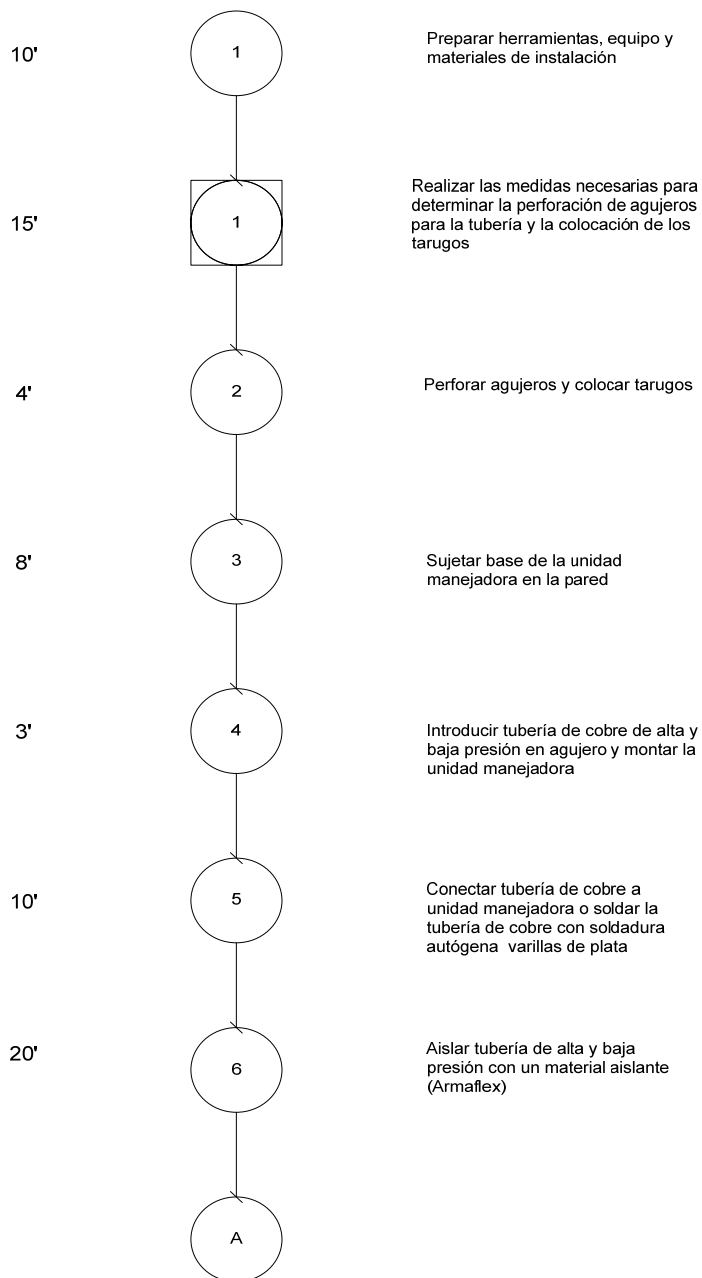 10'
1
Preparar herramientas, equipo y
materiales de instalación
15'
1
Realizar las medidas necesarias para
determinar la perforación de agujeros
para la tubería y la colocación de los
tarugos
4'
2
Perforar agujeros y colocar tarugos
8'
3
Sujetar base de la unidad
manejadora en la pared
3'
4
Introducir tubería de cobre de alta y
baja presión en agujero y montar la
unidad manejadora
10'
5
Conectar tubería de cobre a
unidad manejadora o soldar la
tubería de cobre con soldadura
autógena varillas de plata
20'
6
Aislar tubería de alta y baja
presión con un material aislante
(Armaflex)
A